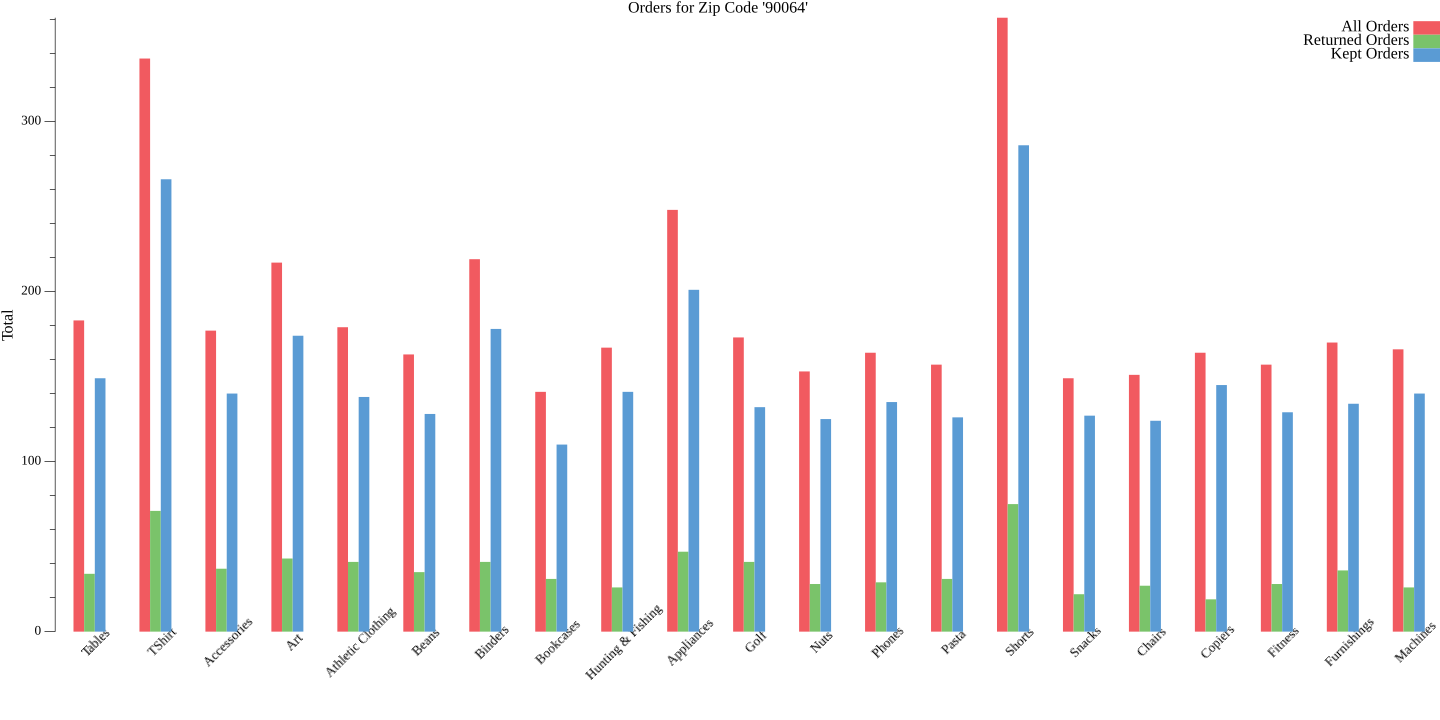 Orders for Zip Code '90064'
All Orders
Returned Orders
Kept Orders
Total
300
200
100
0
Tables
TShirt
Accessories
Art
Athletic Clothing
Beans
Binders
Bookcases
Hunting & Fishing
Appliances
Golf
Nuts
Phones
Pasta
Shorts
Snacks
Chairs
Copiers
Fitness
Furnishings
Machines